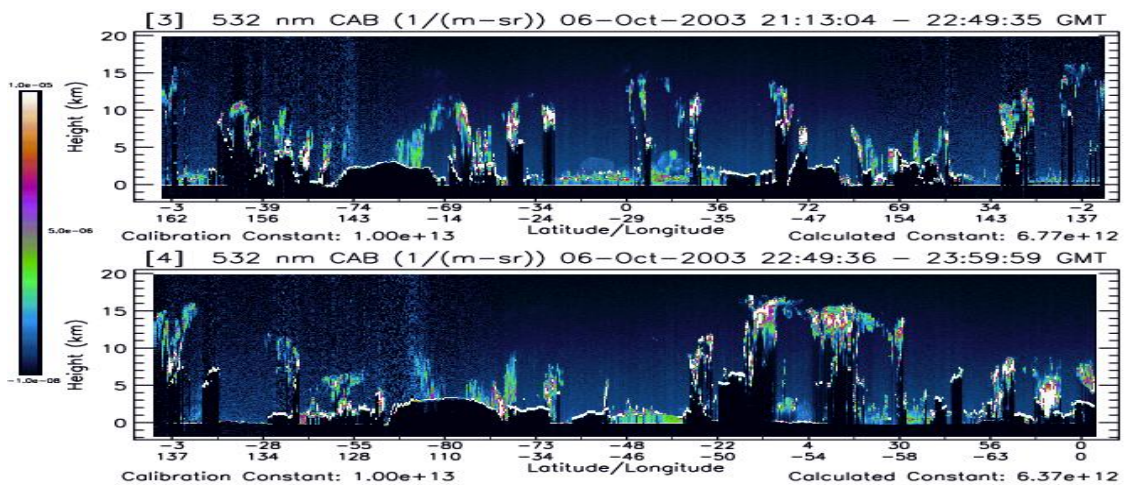 [3] 532 nm CAB (1/(m-sr)) 06-Oct-2003 21:13:04 - 22:49:35 GMT
20
15
10
5
0
Height (km)
1.0e-05
5.0e-06
-1.0e-08
-3 -39 -74 -69 -34 0 36 72 69 34 -2
162 156 143 -14 -24 -29 -35 -47 154 143 137
Latitude/Longitude
Calibration Constant: 1.00e+13
Calculated Constant: 6.77e+12
[4] 532 nm CAB (1/(m-sr)) 06-Oct-2003 22:49:36 - 23:59:59 GMT
20
15
10
5
0
Height (km)
-3 -28 -55 -80 -73 -48 -22 4 30 56 0
137 134 128 110 -34 -46 -50 -54 -58 -63 0
Latitude/Longitude
Calibration Constant: 1.00e+13
Calculated Constant: 6.37e+12